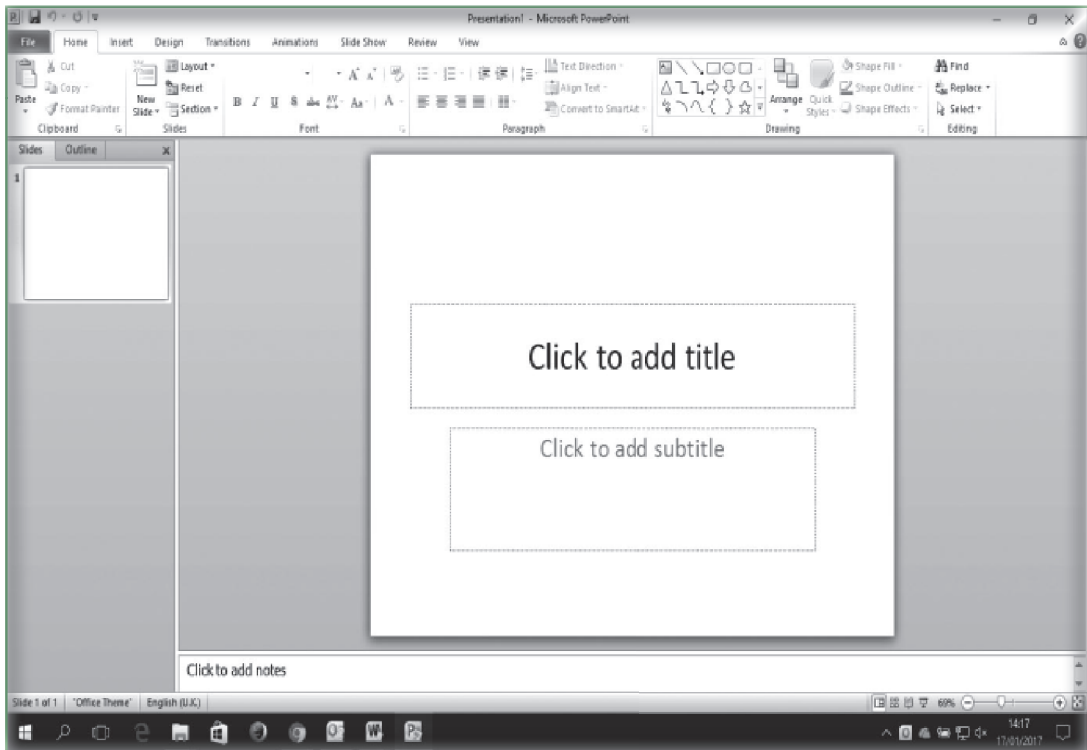 Presentation1 - Microsoft PowerPoint
File Home Insert Design Transitions Animations Slide Show Review View
Paste
Cut
Copy
Format Painter
Clipboard
New Slide
Layout
Reset
Section
Slides
B I U S abc AV Aa A
Font
Text Direction
Align Text
Convert to SmartArt
Paragraph
Arrange
Quick Styles
Shape Fill
Shape Outline
Shape Effects
Drawing
Find
Replace
Select
Editing
Slides Outline
1
Click to add title
Click to add subtitle
Click to add notes
Slide 1 of 1 "Office Theme" English (U.K.) 69%
14:17
17/01/2017